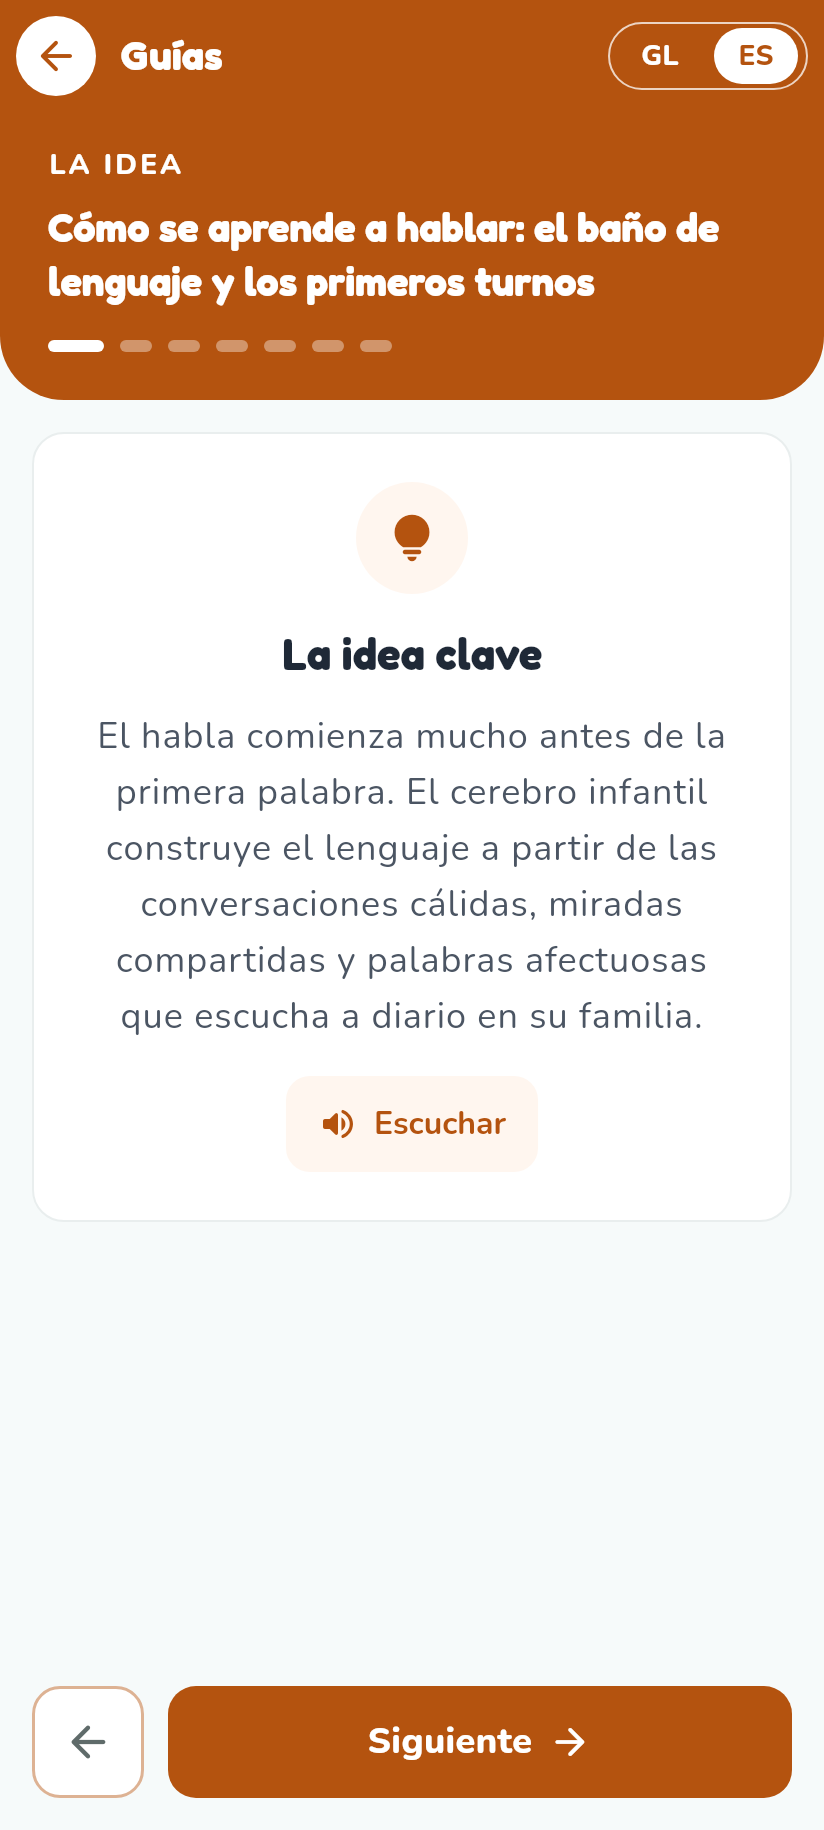 Guías
GL
ES
LA IDEA
Cómo se aprende a hablar: el baño de
lenguaje y los primeros turnos
La idea clave
El habla comienza mucho antes de la
primera palabra. El cerebro infantil
construye el lenguaje a partir de las
conversaciones cálidas, miradas
compartidas y palabras afectuosas
que escucha a diario en su familia.
Escuchar
Siguiente